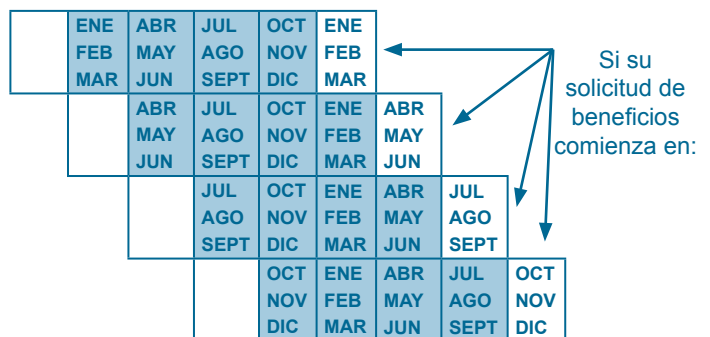 ENE ABR JUL OCT ENE
FEB MAY AGO NOV FEB
MAR JUN SEPT DIC MAR
ABR JUL OCT ENE ABR
MAY AGO NOV FEB MAY
JUN SEPT DIC MAR JUN
JUL OCT ENE ABR JUL
AGO NOV FEB MAY AGO
SEPT DIC MAR JUN SEPT
OCT ENE ABR JUL OCT
NOV FEB MAY AGO NOV
DIC MAR JUN SEPT DIC
Si su
solicitud de
beneficios
comienza en: